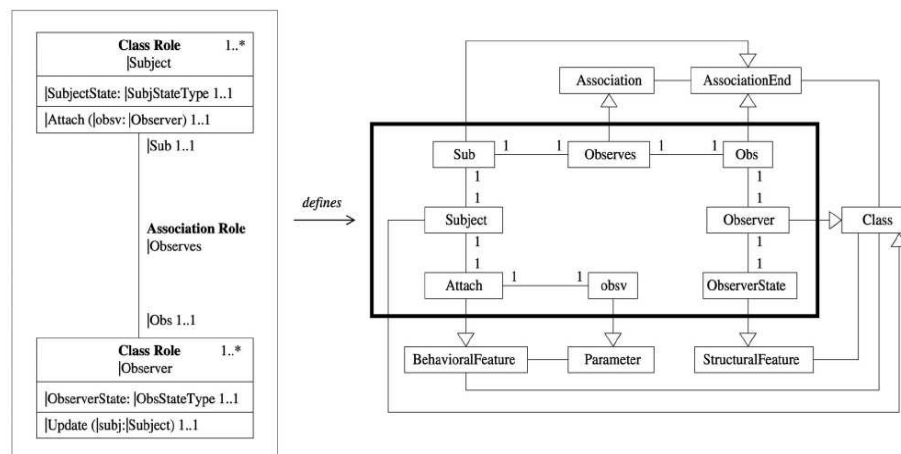 Class Role 1..*
|Subject
|SubjectState: |SubjStateType 1..1
|Attach (|obsv: |Observer) 1..1
|Sub 1..1
Association Role
|Observes
|Obs 1..1
Class Role 1..*
|Observer
|ObserverState: |ObsStateType 1..1
|Update (|subj:|Subject) 1..1
defines
Association AssociationEnd
Sub 1 1 Observes 1 1 Obs
1 1
1 1
Subject Observer Class
1 1
1 1
Attach 1 1 obsv ObserverState
BehavioralFeature Parameter StructuralFeature